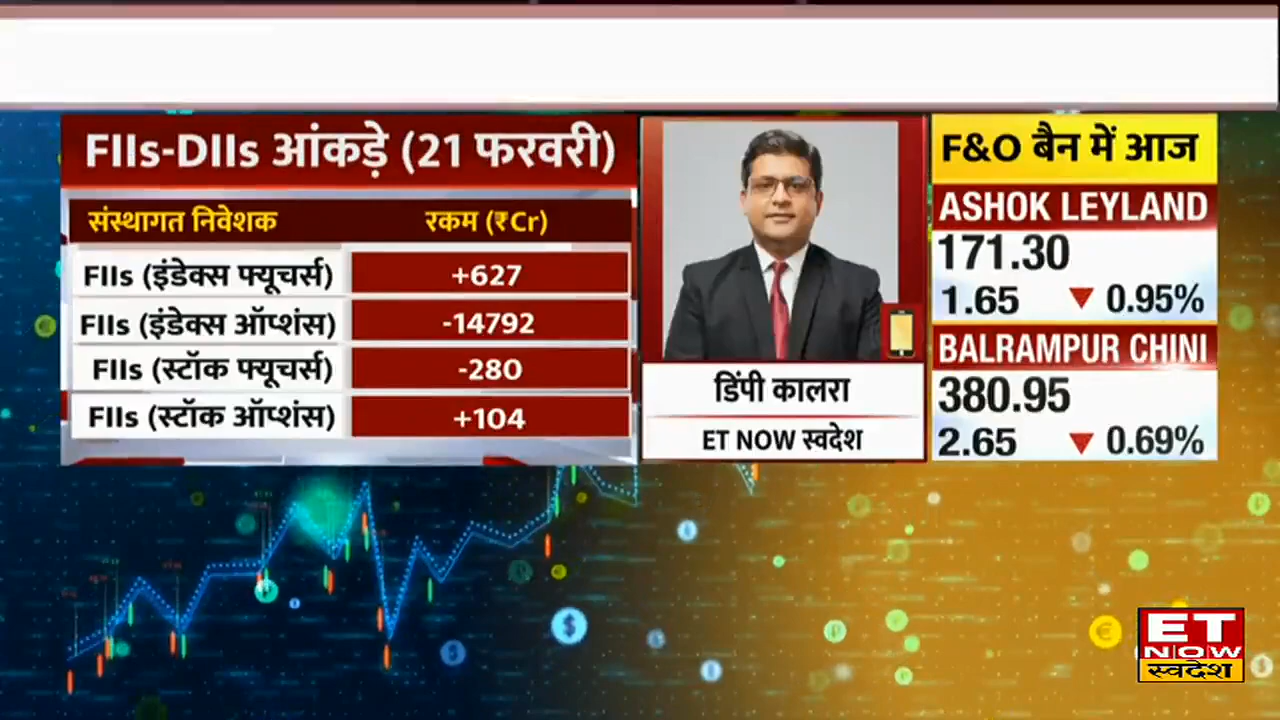 FIIs-DIIs आंकड़े (21 फरवरी)
संस्थागत निवेशक रकम (₹Cr)
FIIs (इंडेक्स फ्यूचर्स) +627
FIIs (इंडेक्स ऑप्शंस) -14792
FIIs (स्टॉक फ्यूचर्स) -280
FIIs (स्टॉक ऑप्शंस) +104
डिंपी कालरा
ET NOW स्वदेश
F&O बैन में आज
ASHOK LEYLAND
171.30
1.65 ▼ 0.95%
BALRAMPUR CHINI
380.95
2.65 ▼ 0.69%
ET
NOW
स्वदेश